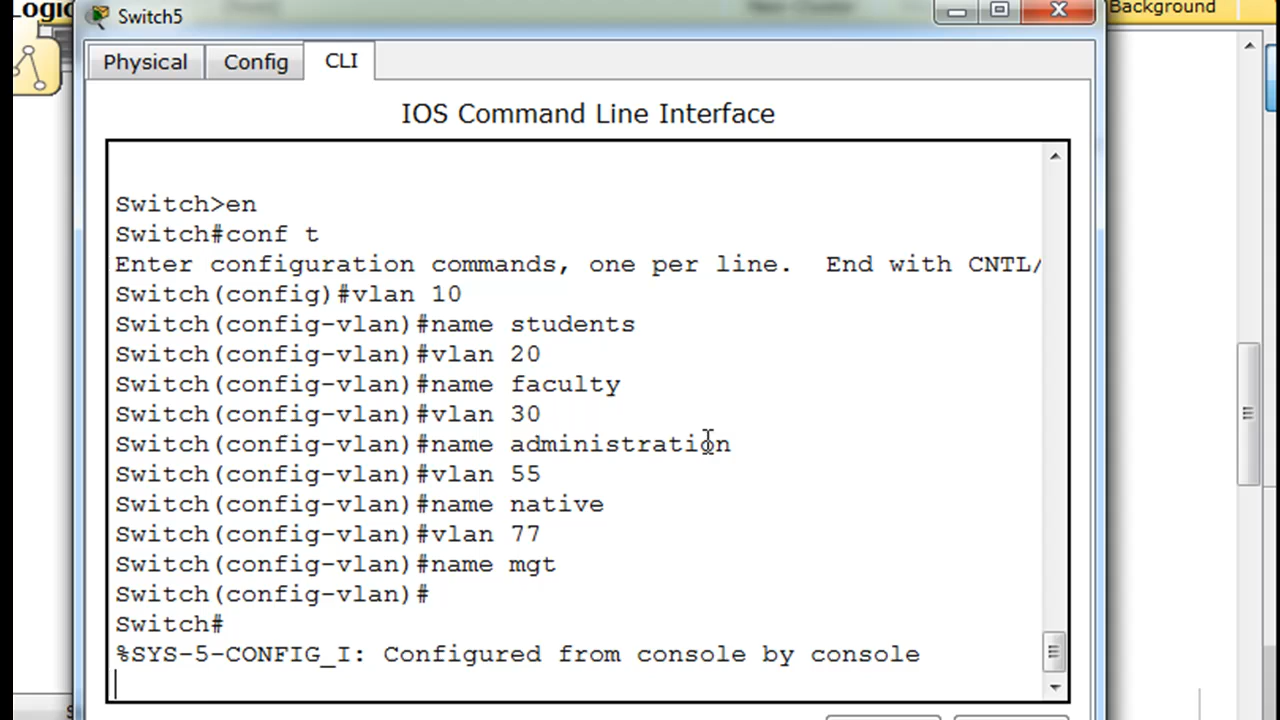 Logic
Switch5
Background
Physical
Config
CLI
IOS Command Line Interface
Switch>en
Switch#conf t
Enter configuration commands, one per line.  End with CNTL/
Switch(config)#vlan 10
Switch(config-vlan)#name students
Switch(config-vlan)#vlan 20
Switch(config-vlan)#name faculty
Switch(config-vlan)#vlan 30
Switch(config-vlan)#name administration
Switch(config-vlan)#vlan 55
Switch(config-vlan)#name native
Switch(config-vlan)#vlan 77
Switch(config-vlan)#name mgt
Switch(config-vlan)#
Switch#
%SYS-5-CONFIG_I: Configured from console by console